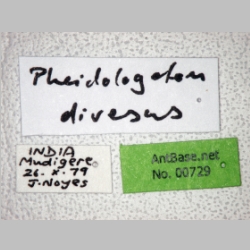 Pheidologeton
diversus
INDIA
Mudigere
26. X. 79
J. Noyes
AntBase.net
No. 00729